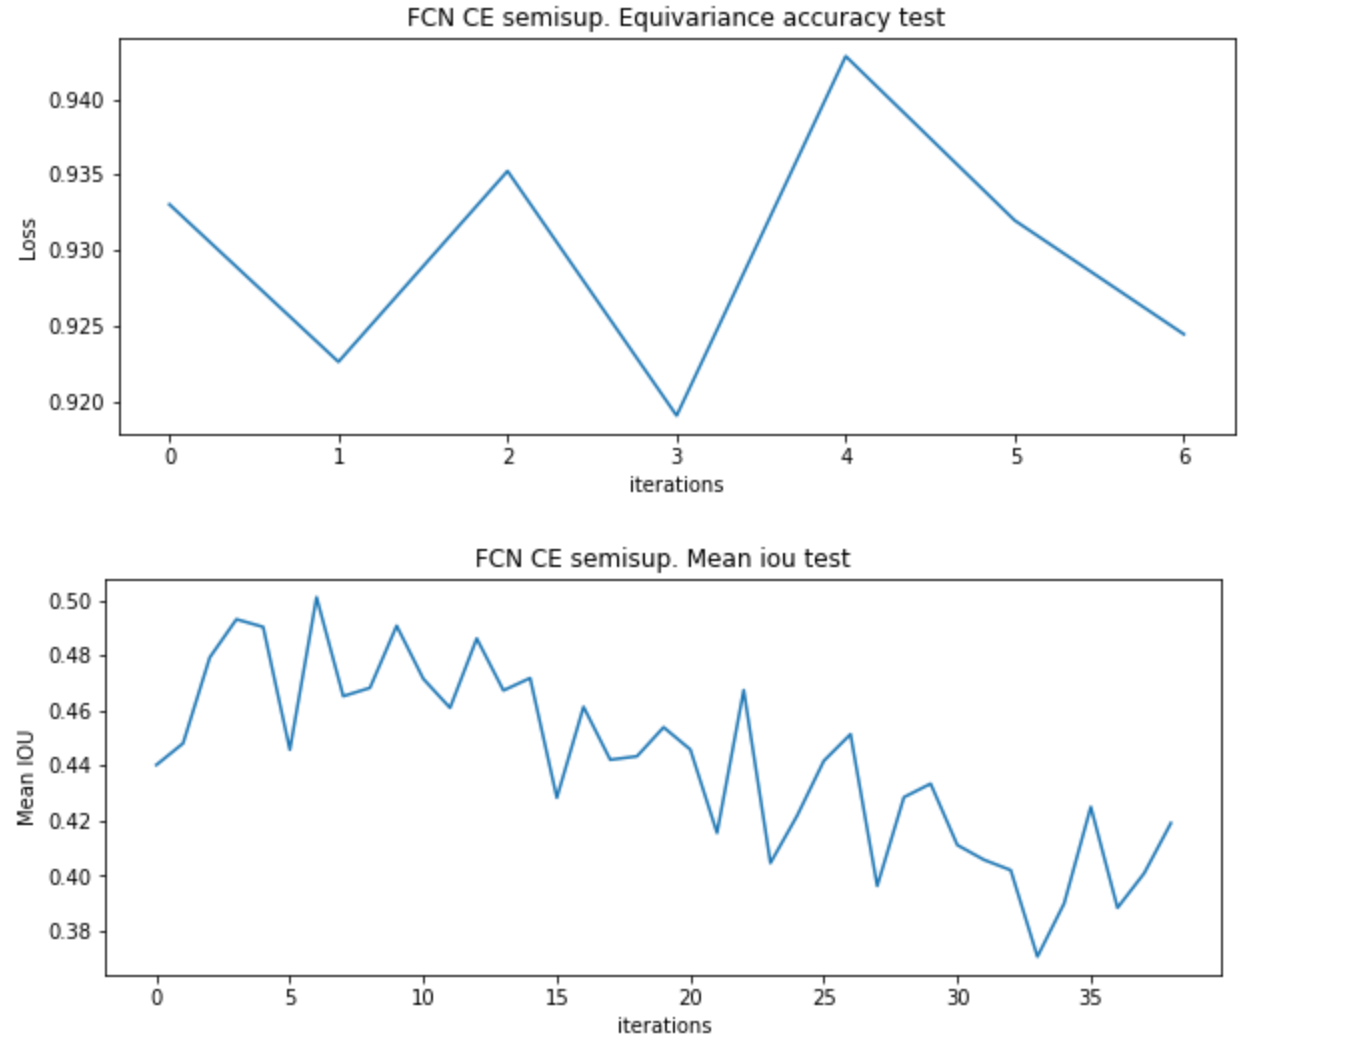 FCN CE semisup. Equivariance accuracy test
0.940
0.935
0.930
0.925
0.920
Loss
0 1 2 3 4 5 6
iterations
FCN CE semisup. Mean iou test
0.50
0.48
0.46
0.44
0.42
0.40
0.38
Mean IOU
0 5 10 15 20 25 30 35
iterations